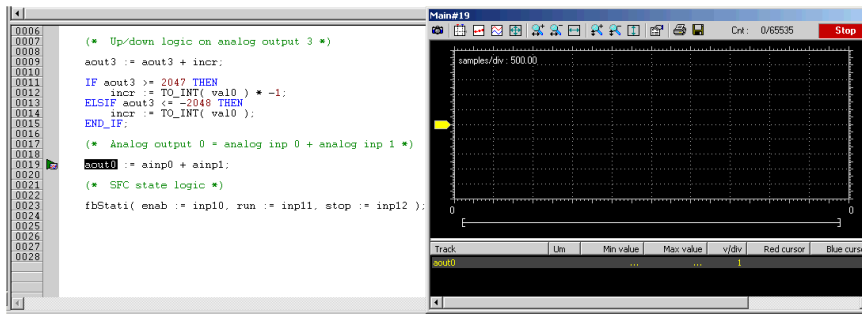 Main#19
Cnt: 0/65535 Stop
0006
0007 (* Up/down logic on analog output 3 *)
0008
0009 aout3 := aout3 + incr;
0010
0011 IF aout3 >= 2047 THEN
0012 incr := TO_INT( val0 ) * -1;
0013 ELSIF aout3 <= -2048 THEN
0014 incr := TO_INT( val0 );
0015 END_IF;
0016
0017 (* Analog output 0 = analog inp 0 + analog inp 1 *)
0018
0019 aout0 := ainp0 + ainp1;
0020
0021 (* SFC state logic *)
0022
0023 fbStati( enab := inp10, run := inp11, stop := inp12 );
0024
0025
0026
0027
0028
samples/div : 500.00
0 0
Track Um Min value Max value v/div Red cursor Blue curs
aout0 ... ... 1